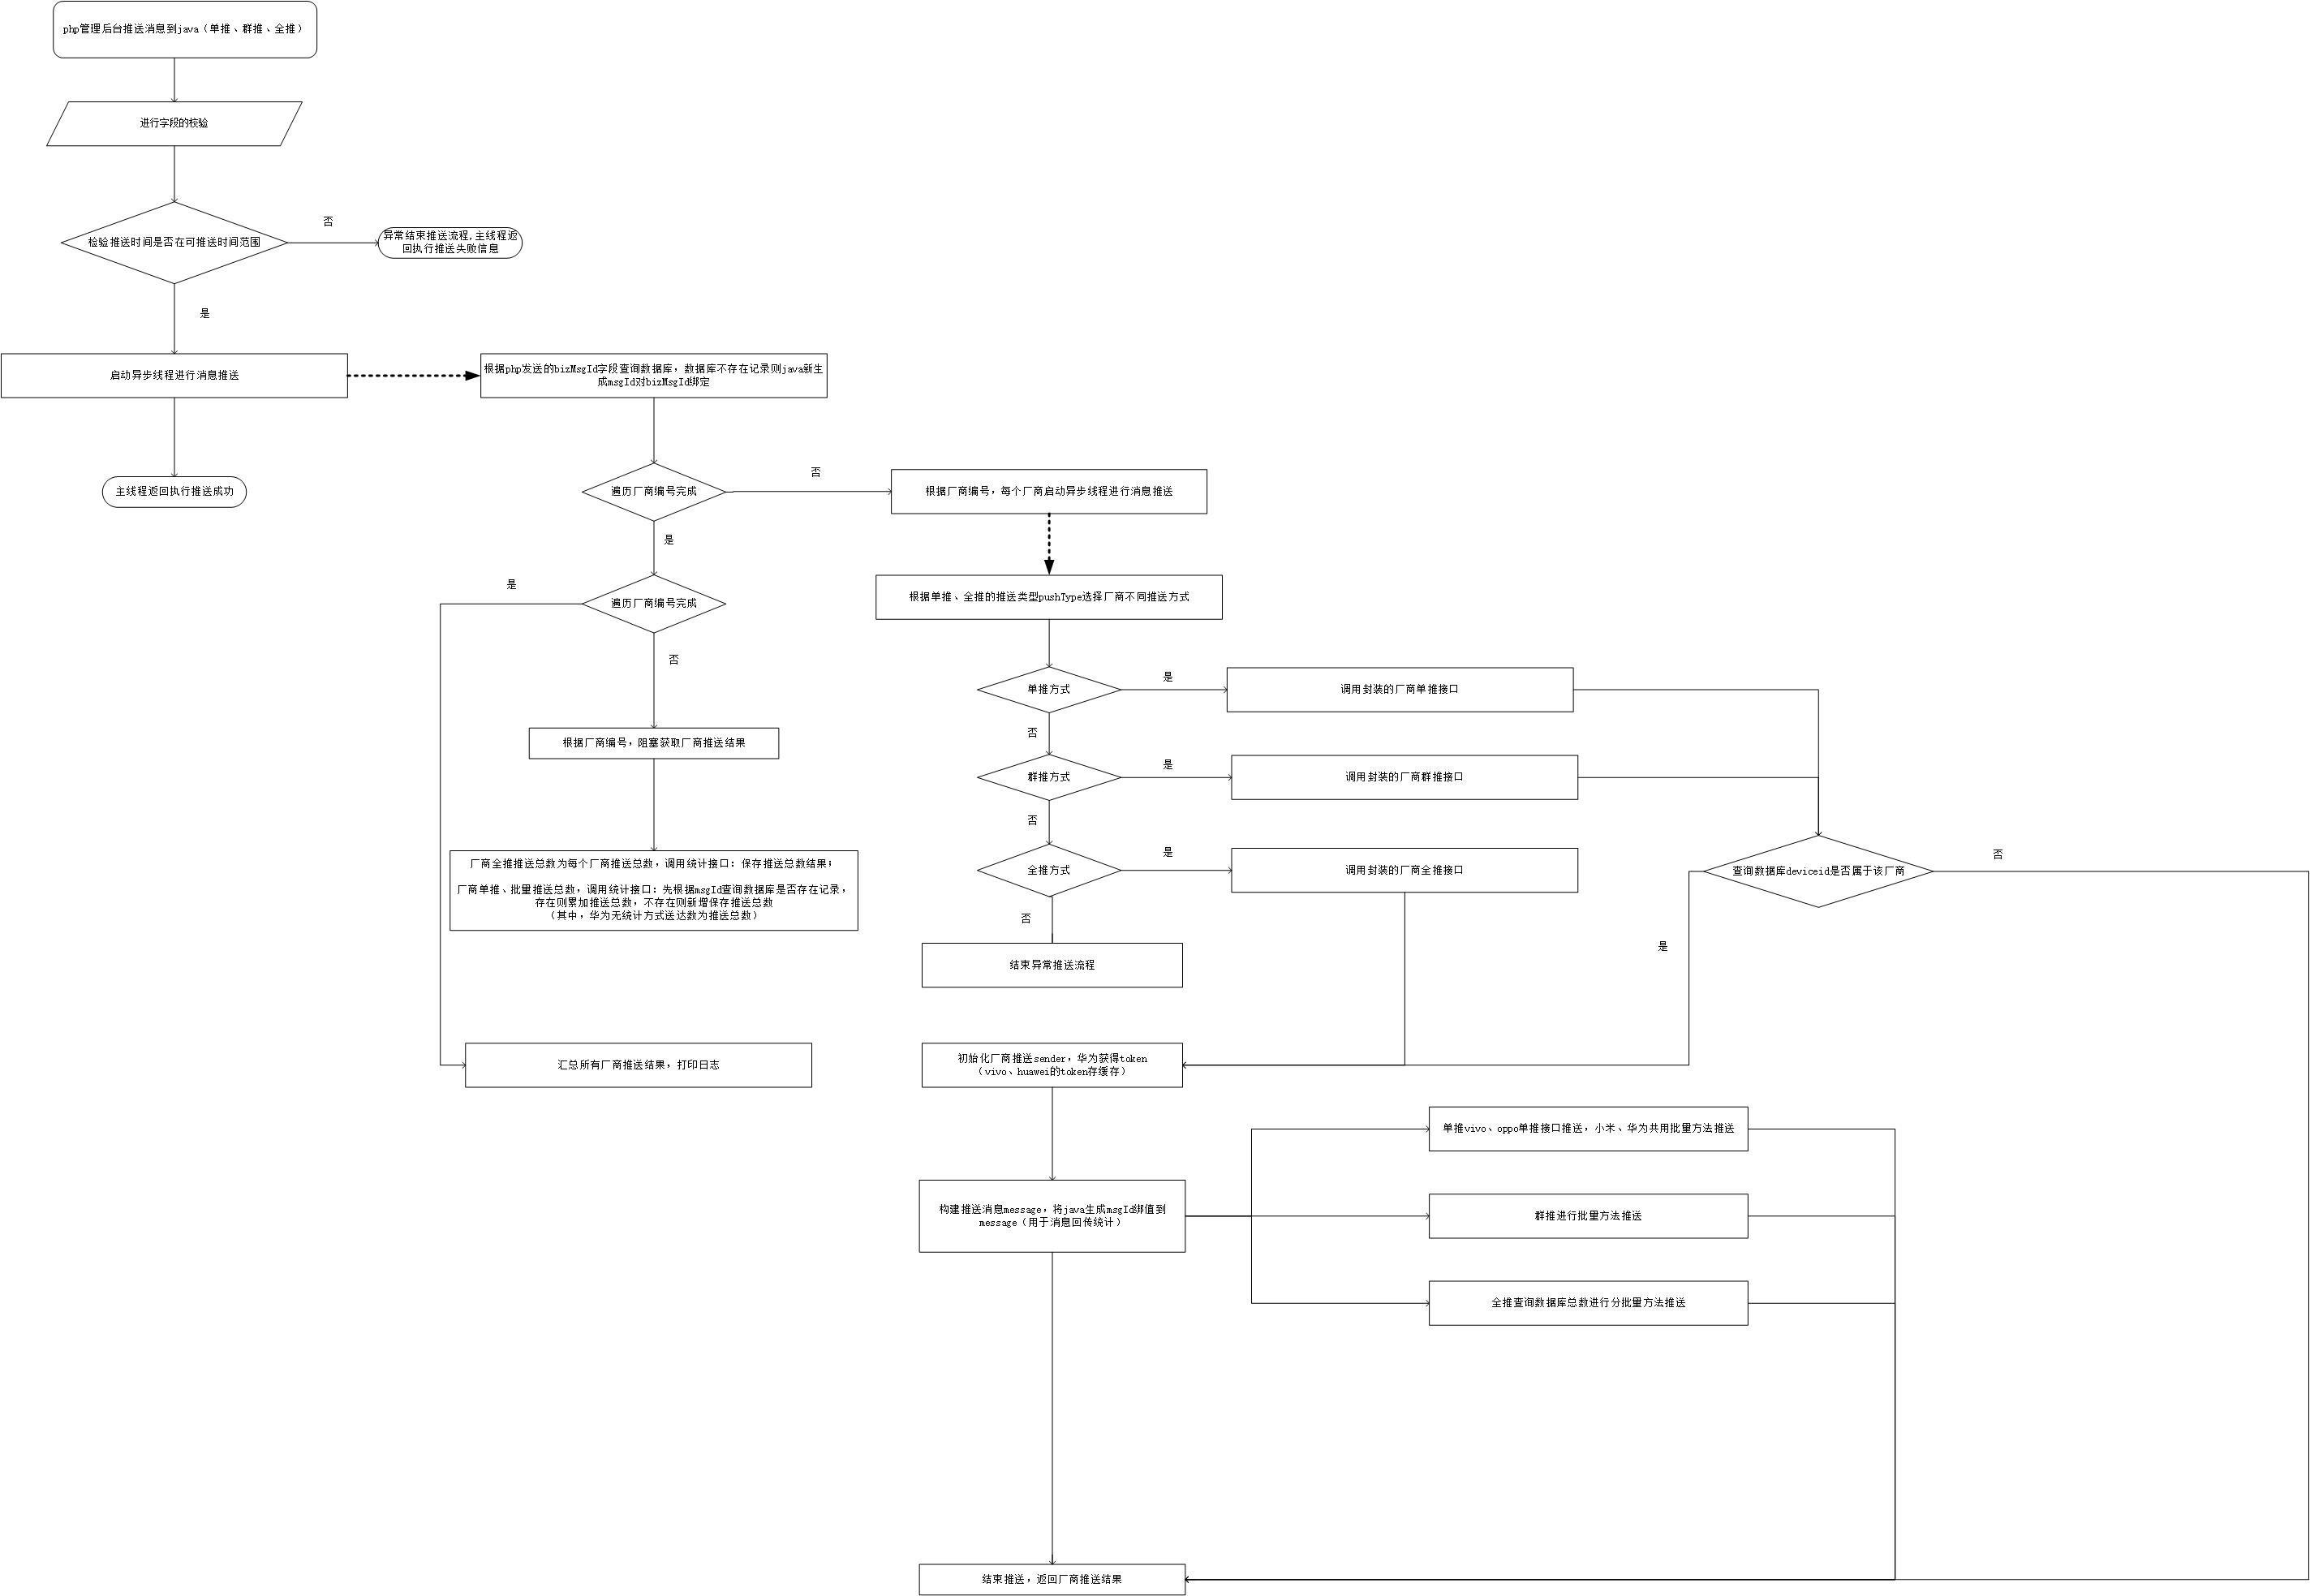 php管理后台推送消息到java（单推、群推、全推）
进行字段的校验
检验推送时间是否在可推送时间范围
否
异常结束推送流程,主线程返
回执行推送失败信息
是
启动异步线程进行消息推送
根据php发送的bizMsgId字段查询数据库，数据库不存在记录则java新生
成msgId对bizMsgId绑定
主线程返回执行推送成功
遍历厂商编号完成
否
根据厂商编号，每个厂商启动异步线程进行消息推送
是
遍历厂商编号完成
是
否
根据单推、全推的推送类型pushType选择厂商不同推送方式
单推方式
是
调用封装的厂商单推接口
否
根据厂商编号，阻塞获取厂商推送结果
群推方式
是
调用封装的厂商群推接口
否
厂商全推推送总数为每个厂商推送总数，调用统计接口：保存推送总数结果；
厂商单推、批量推送总数，调用统计接口：先根据msgId查询数据库是否存在记录，
存在则累加推送总数，不存在则新增保存推送总数
（其中，华为无统计方式送达数为推送总数）
全推方式
是
调用封装的厂商全推接口
查询数据库deviceid是否属于该厂商
否
否
是
结束异常推送流程
汇总所有厂商推送结果，打印日志
初始化厂商推送sender，华为获得token
（vivo、huawei的token存缓存）
单推vivo、oppo单推接口推送，小米、华为共用批量方法推送
构建推送消息message，将java生成msgId绑值到
message（用于消息回传统计）
群推进行批量方法推送
全推查询数据库总数进行分批量方法推送
结束推送，返回厂商推送结果